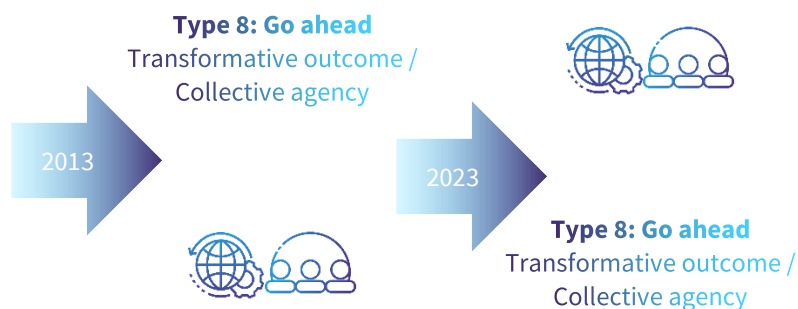 Type 8: Go ahead
Transformative outcome /
Collective agency
2013
2023
Type 8: Go ahead
Transformative outcome /
Collective agency